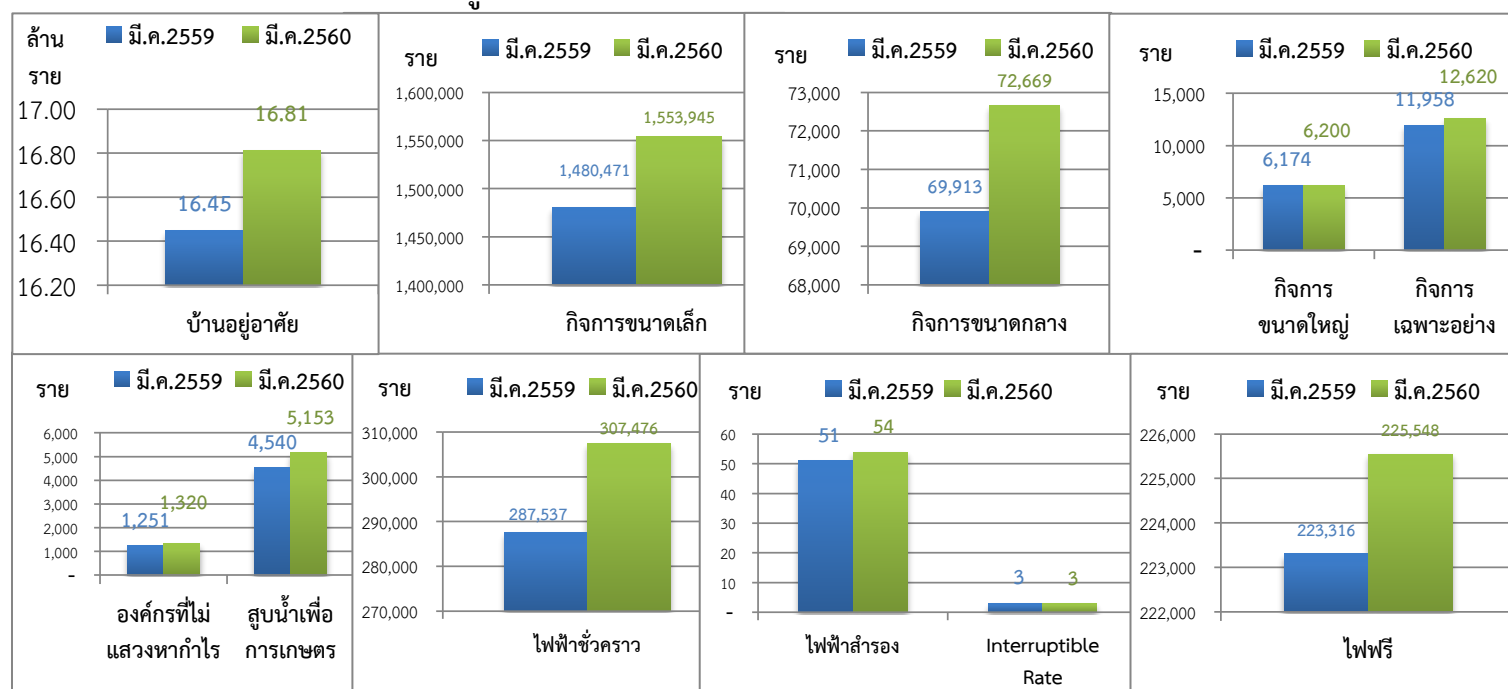 ล้าน
ราย
มี.ค.2559 มี.ค.2560
17.00
16.80
16.60
16.40
16.20
16.45
16.81
บ้านอยู่อาศัย
ราย
มี.ค.2559 มี.ค.2560
1,600,000
1,550,000
1,500,000
1,450,000
1,400,000
1,480,471
1,553,945
กิจการขนาดเล็ก
ราย
มี.ค.2559 มี.ค.2560
73,000
72,000
71,000
70,000
69,000
68,000
69,913
72,669
กิจการขนาดกลาง
ราย
มี.ค.2559 มี.ค.2560
15,000
10,000
5,000
-
6,174
6,200
11,958
12,620
กิจการ
ขนาดใหญ่
กิจการ
เฉพาะอย่าง
ราย
มี.ค.2559 มี.ค.2560
6,000
5,000
4,000
3,000
2,000
1,000
-
1,251
1,320
4,540
5,153
องค์กรที่ไม่
แสวงหากำไร
สูบน้ำเพื่อ
การเกษตร
ราย
มี.ค.2559 มี.ค.2560
310,000
300,000
290,000
280,000
270,000
287,537
307,476
ไฟฟ้าชั่วคราว
ราย
มี.ค.2559 มี.ค.2560
60
50
40
30
20
10
-
51
54
3
3
ไฟฟ้าสำรอง
Interruptible
Rate
ราย
มี.ค.2559 มี.ค.2560
226,000
225,000
224,000
223,000
222,000
223,316
225,548
ไฟฟรี